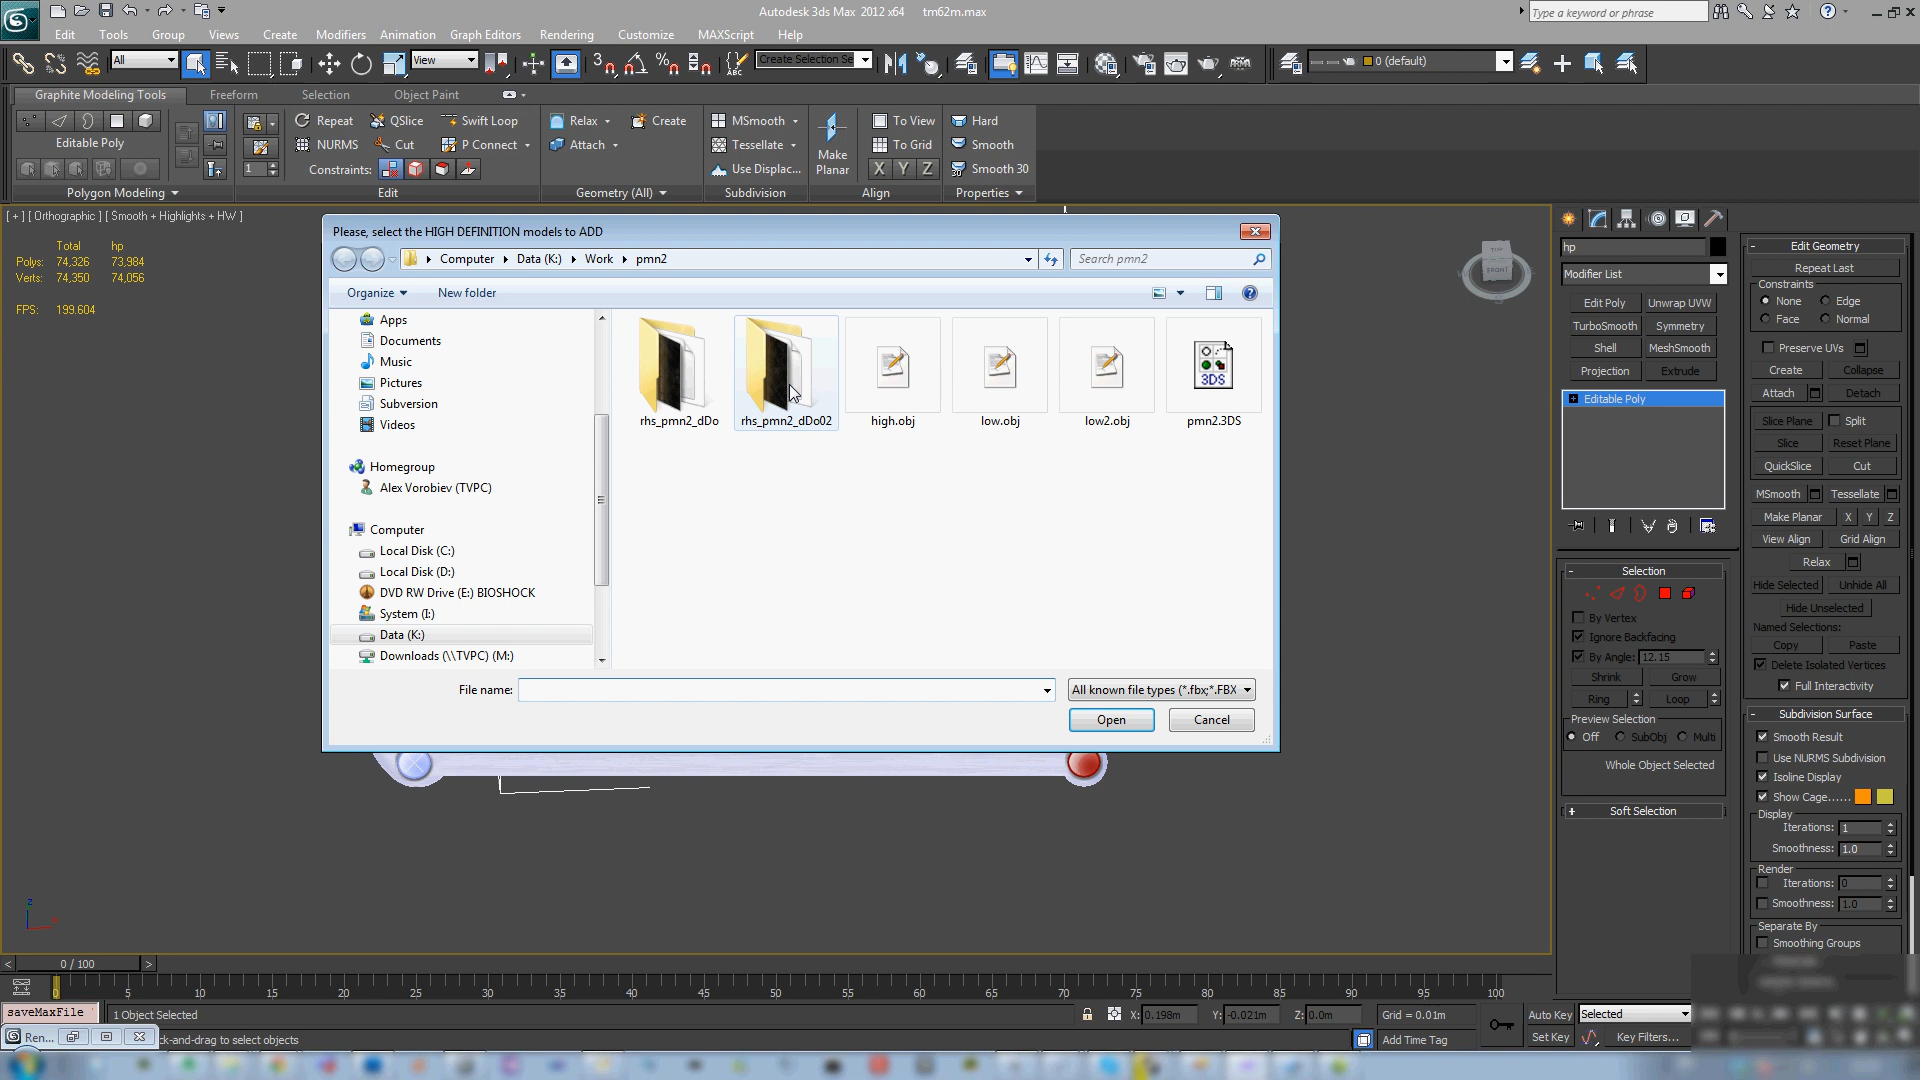 Autodesk 3ds Max 2012 x64 tm62m.max
Type a keyword or phrase
Edit Tools Group Views Create Modifiers Animation Graph Editors Rendering Customize MAXScript Help
All View Create Selection Se 0 (default)
Graphite Modeling Tools Freeform Selection Object Paint
Repeat QSlice Swift Loop Relax Create MSmooth To View Hard
Editable Poly NURMS Cut P Connect Attach Tessellate To Grid Smooth
Make Planar
1 Constraints: Use Displac... X Y Z Smooth 30
Polygon Modeling Edit Geometry (All) Subdivision Align Properties
[ + ] [ Orthographic ] [ Smooth + Highlights + HW ]
Total hp
Polys: 74,326 73,984
Verts: 74,350 74,056
FPS: 199.604
Please, select the HIGH DEFINITION models to ADD
Computer Data (K:) Work pmn2
Search pmn2
Organize New folder
Apps
Documents
Music
Pictures
Subversion
Videos
Homegroup
Alex Vorobiev (TVPC)
Computer
Local Disk (C:)
Local Disk (D:)
DVD RW Drive (E:) BIOSHOCK
System (I:)
Data (K:)
Downloads (\\TVPC) (M:)
3DS
rhs_pmn2_dDo rhs_pmn2_dDo02 high.obj low.obj low2.obj pmn2.3DS
File name: All known file types (*.fbx;*.FBX
Open Cancel
FRONT
hp
Modifier List
Edit Poly Unwrap UVW
TurboSmooth Symmetry
Shell MeshSmooth
Projection Extrude
Editable Poly
Selection
By Vertex
Ignore Backfacing
By Angle: 12.15
Shrink Grow
Ring Loop
Preview Selection
Off SubObj Multi
Whole Object Selected
Soft Selection
Edit Geometry
Repeat Last
Constraints
None Edge
Face Normal
Preserve UVs
Create Collapse
Attach Detach
Slice Plane Split
Slice Reset Plane
QuickSlice Cut
MSmooth Tessellate
Make Planar X Y Z
View Align Grid Align
Relax
Hide Selected Unhide All
Hide Unselected
Named Selections:
Copy Paste
Delete Isolated Vertices
Full Interactivity
Subdivision Surface
Smooth Result
Use NURMS Subdivision
Isoline Display
Show Cage......
Display
Iterations: 1
Smoothness: 1.0
Render
Iterations: 0
Smoothness: 1.0
Separate By
Smoothing Groups
0 / 100
0 5 10 15 20 25 30 35 40 45 50 55 60 65 70 75 80 85 90 95 100
saveMaxFile 1 Object Selected X: 0.198m Y: -0.021m Z: 0.0m Grid = 0.01m Auto Key Selected
Ren... ck-and-drag to select objects Add Time Tag Set Key Key Filters...